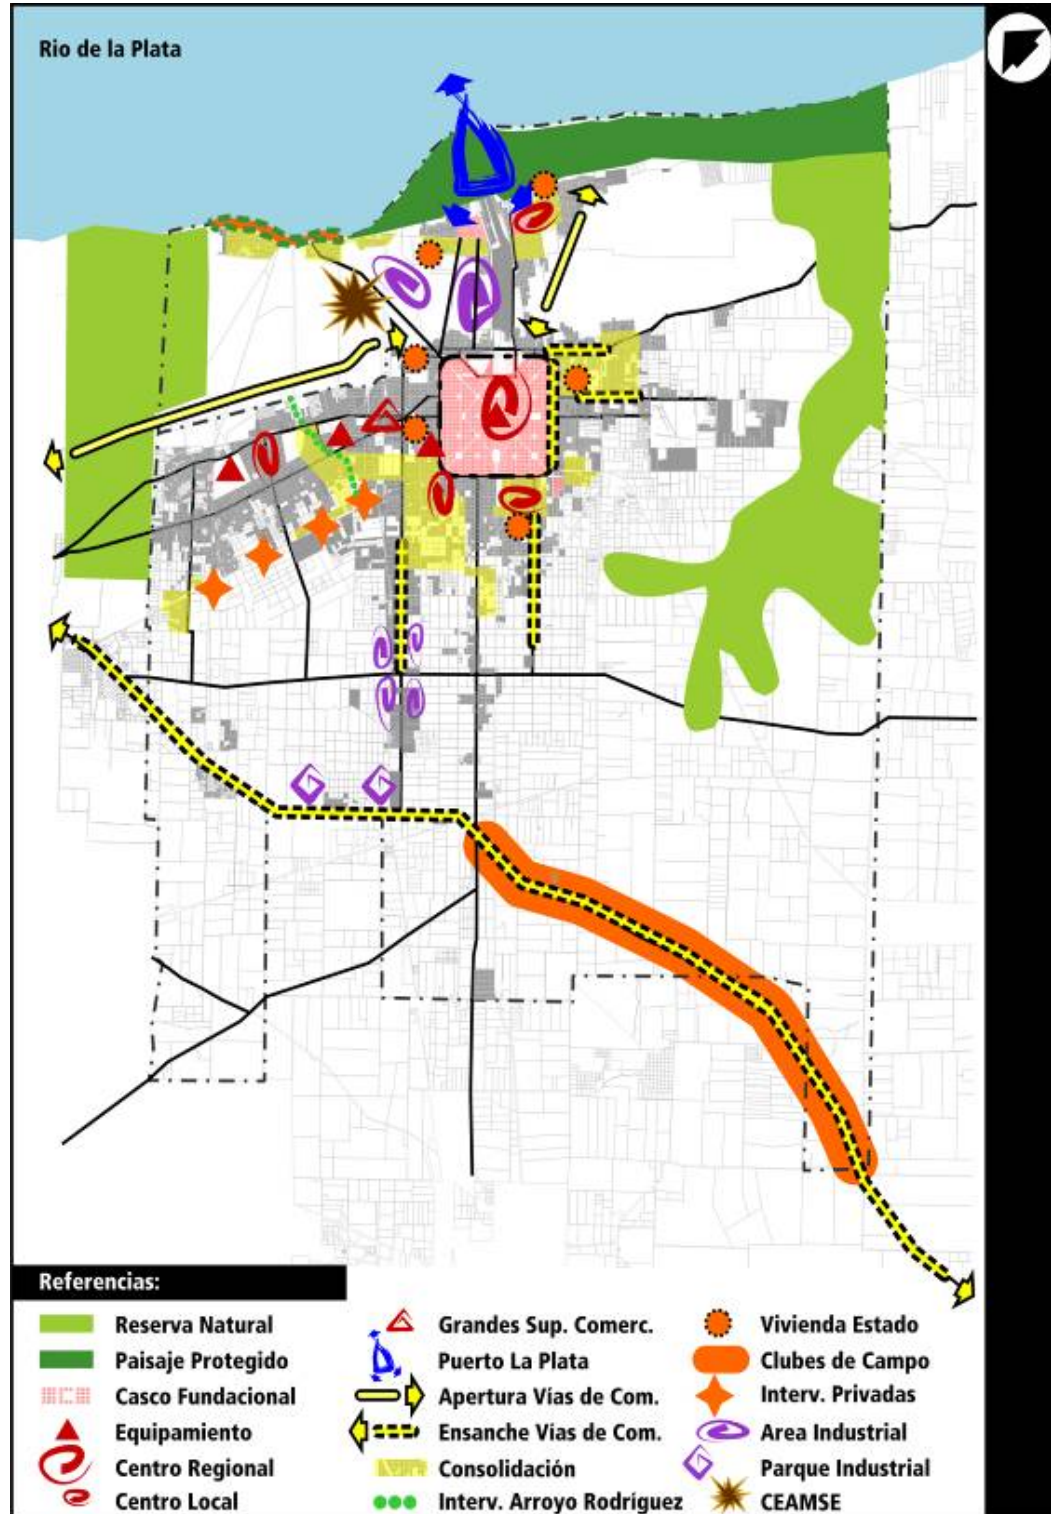 Rio de la Plata
Referencias:
Reserva Natural
Paisaje Protegido
Casco Fundacional
Equipamiento
Centro Regional
Centro Local
Grandes Sup. Comerc.
Puerto La Plata
Apertura Vías de Com.
Ensanche Vías de Com.
Consolidación
Interv. Arroyo Rodríguez
Vivienda Estado
Clubes de Campo
Interv. Privadas
Area Industrial
Parque Industrial
CEAMSE